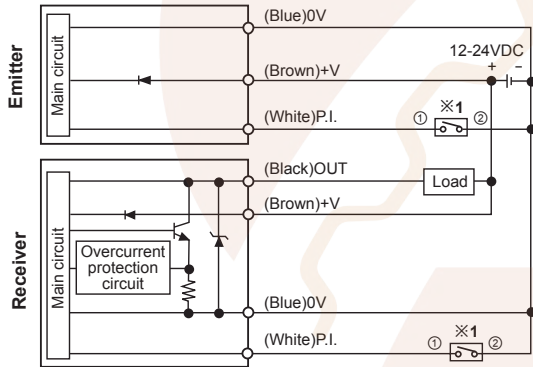 Emitter
Main circuit
(Blue)0V
(Brown)+V
(White)P.I.
12-24VDC
+ −
※1
① ②
Receiver
Main circuit
Overcurrent
protection
circuit
(Black)OUT
Load
(Brown)+V
(Blue)0V
(White)P.I.
※1
① ②